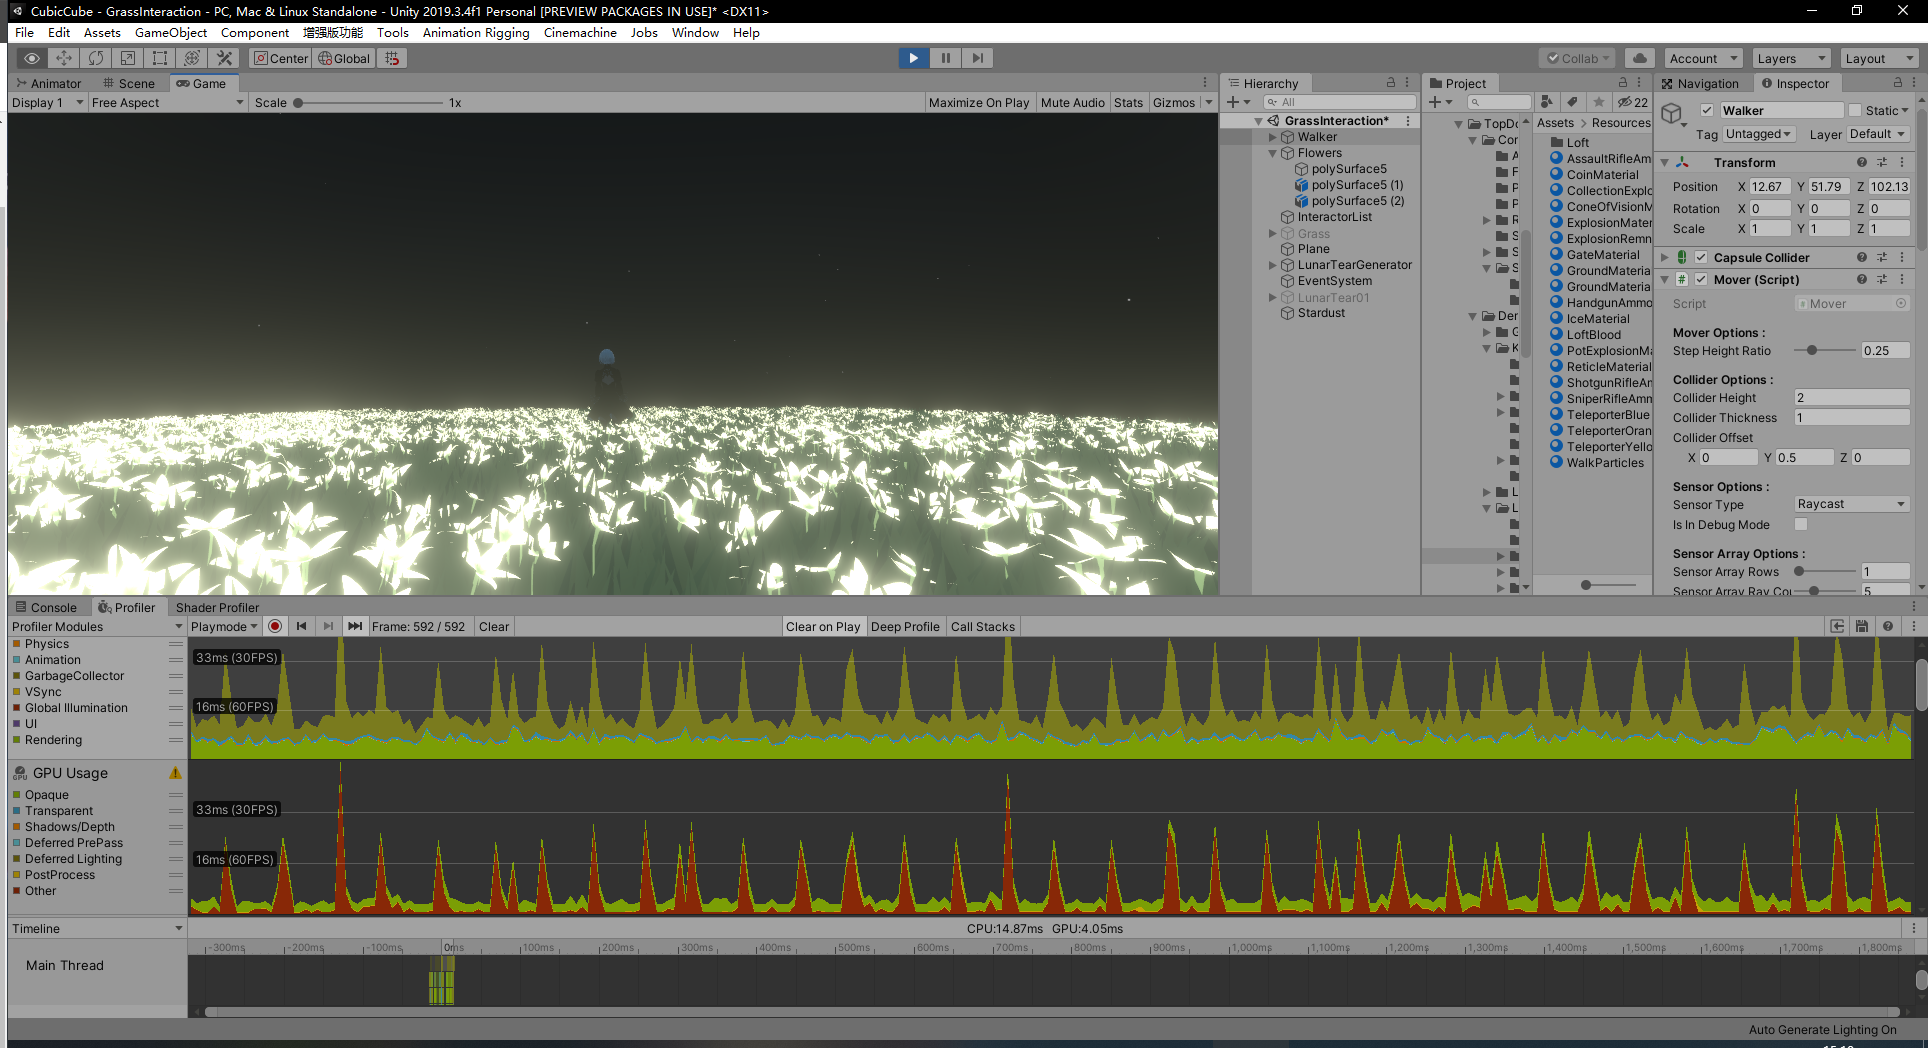 CubicCube - GrassInteraction - PC, Mac & Linux Standalone - Unity 2019.3.4f1 Personal [PREVIEW PACKAGES IN USE]* <DX11>
File Edit Assets GameObject Component 增强版功能 Tools Animation Rigging Cinemachine Jobs Window Help
Center Global Collab Account Layers Layout
Animator Scene Game
Display 1 Free Aspect Scale 1x Maximize On Play Mute Audio Stats Gizmos
Hierarchy
All
GrassInteraction*
Walker
Flowers
polySurface5
polySurface5 (1)
polySurface5 (2)
InteractorList
Grass
Plane
LunarTearGenerator
EventSystem
LunarTear01
Stardust
Project
22
TopDo
Cor
A
F
P
P
R
S
S
S
Der
G
K
L
L
Assets > Resources
Loft
AssaultRifleAm
CoinMaterial
CollectionExplo
ConeOfVisionM
ExplosionMater
ExplosionRemn
GateMaterial
GroundMateria
GroundMateria
HandgunAmmo
IceMaterial
LoftBlood
PotExplosionMa
ReticleMaterial
ShotgunRifleAm
SniperRifleAmm
TeleporterBlue
TeleporterOran
TeleporterYello
WalkParticles
Navigation Inspector
Walker Static
Tag Untagged Layer Default
Transform
Position X 12.67 Y 51.79 Z 102.13
Rotation X 0 Y 0 Z 0
Scale X 1 Y 1 Z 1
Capsule Collider
# Mover (Script)
Script # Mover
Mover Options :
Step Height Ratio 0.25
Collider Options :
Collider Height 2
Collider Thickness 1
Collider Offset
X 0 Y 0.5 Z 0
Sensor Options :
Sensor Type Raycast
Is In Debug Mode
Sensor Array Options :
Sensor Array Rows 1
Sensor Array Ray Cou 5
Console Profiler Shader Profiler
Profiler Modules Playmode Frame: 592 / 592 Clear Clear on Play Deep Profile Call Stacks
Physics
Animation
GarbageCollector
VSync
Global Illumination
UI
Rendering
33ms (30FPS)
16ms (60FPS)
GPU GPU Usage
Opaque
Transparent
Shadows/Depth
Deferred PrePass
Deferred Lighting
PostProcess
Other
33ms (30FPS)
16ms (60FPS)
Timeline CPU:14.87ms GPU:4.05ms
-300ms -200ms -100ms 0ms 100ms 200ms 300ms 400ms 500ms 600ms 700ms 800ms 900ms 1,000ms 1,100ms 1,200ms 1,300ms 1,400ms 1,500ms 1,600ms 1,700ms 1,800ms
Main Thread
Auto Generate Lighting On